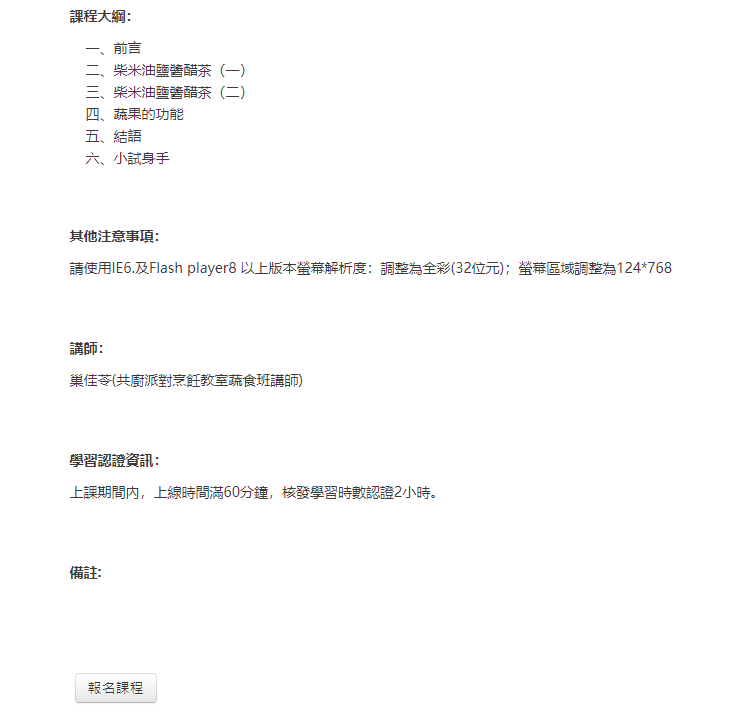 課程大綱：
一、前言
二、柴米油鹽醬醋茶（一）
三、柴米油鹽醬醋茶（二）
四、蔬果的功能
五、結語
六、小試身手
其他注意事項：
請使用IE6.及Flash player8 以上版本螢幕解析度：調整為全彩(32位元)；螢幕區域調整為124*768
講師：
巢佳苓(共廚派對烹飪教室蔬食班講師)
學習認證資訊：
上課期間內，上線時間滿60分鐘，核發學習時數認證2小時。
備註:
報名課程